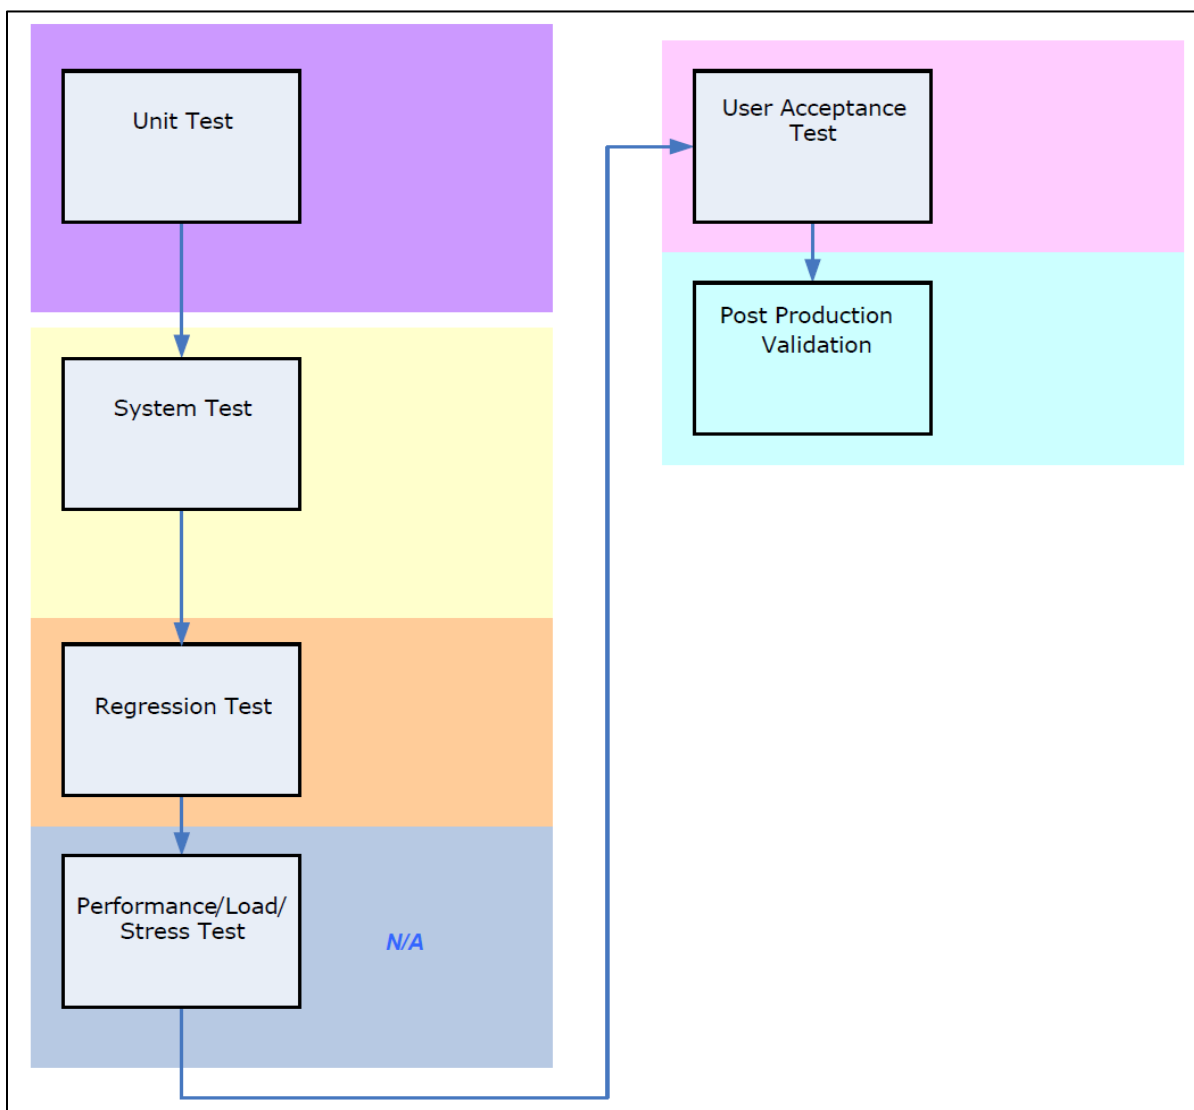 Unit Test
System Test
Regression Test
Performance/Load/
Stress Test
N/A
User Acceptance
Test
Post Production
Validation